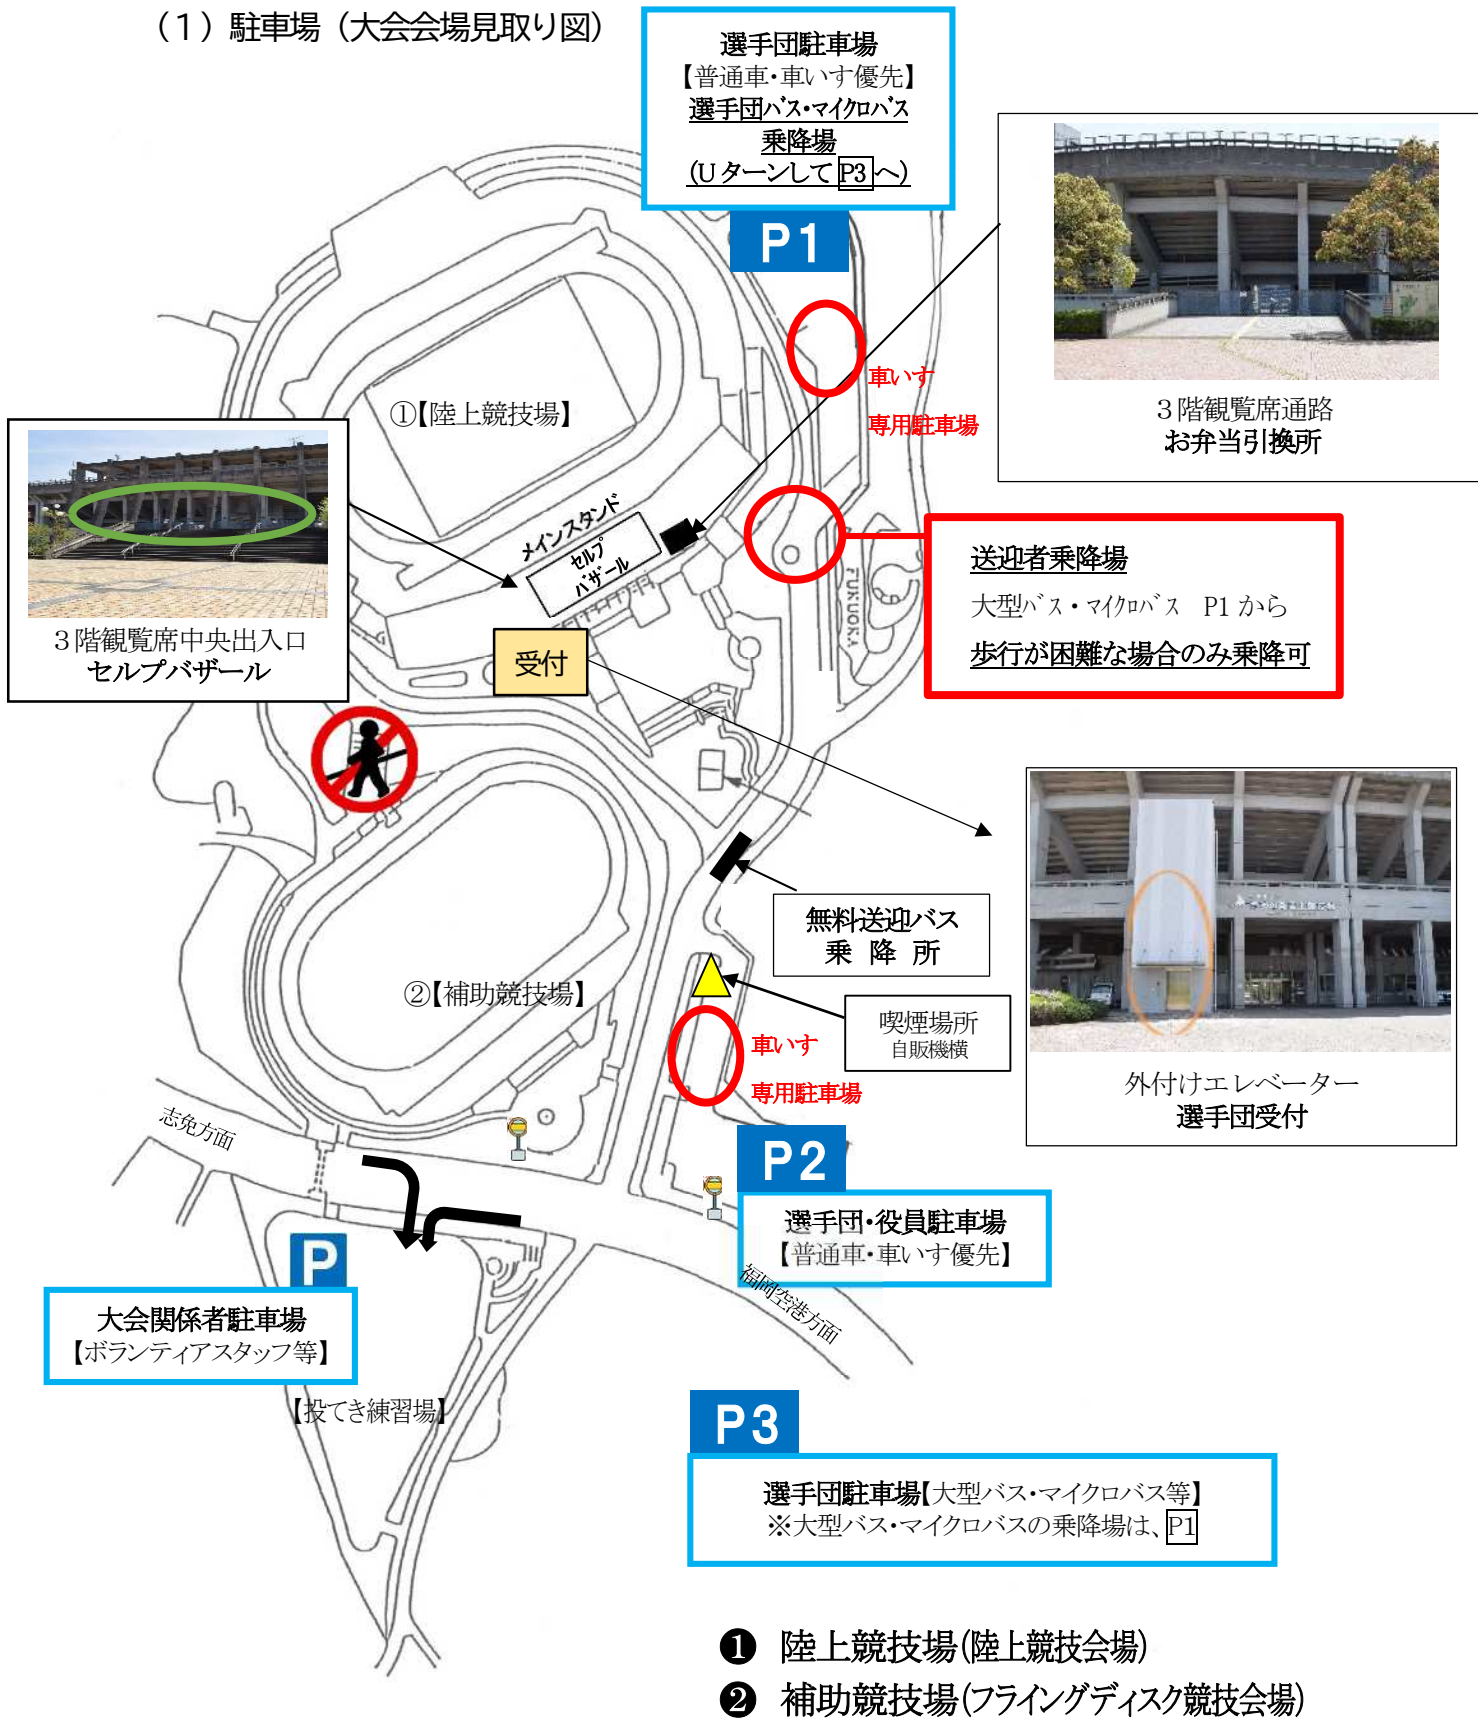 （１）駐車場（大会会場見取り図）
選手団駐車場
【普通車・車いす優先】
選手団バス・マイクロバス
乗降場
（Uターンして P3 へ）
P1
３階観覧席通路
お弁当引換所
車いす
専用駐車場
①【陸上競技場】
メインスタンド
セルプ
バザール
３階観覧席中央出入口
セルプバザール
受付
FUKUOKA
送迎者乗降場
大型バス・マイクロバス　P1 から
歩行が困難な場合のみ乗降可
無料送迎バス
乗 降 所
②【補助競技場】
喫煙場所
自販機横
車いす
専用駐車場
外付けエレベーター
選手団受付
志免方面
P2
選手団・役員駐車場
【普通車・車いす優先】
福岡空港方面
P
大会関係者駐車場
【ボランティアスタッフ等】
【投てき練習場】
P3
選手団駐車場【大型バス・マイクロバス等】
※大型バス・マイクロバスの乗降場は、P1
❶ 陸上競技場（陸上競技会場）
❷ 補助競技場（フライングディスク競技会場）